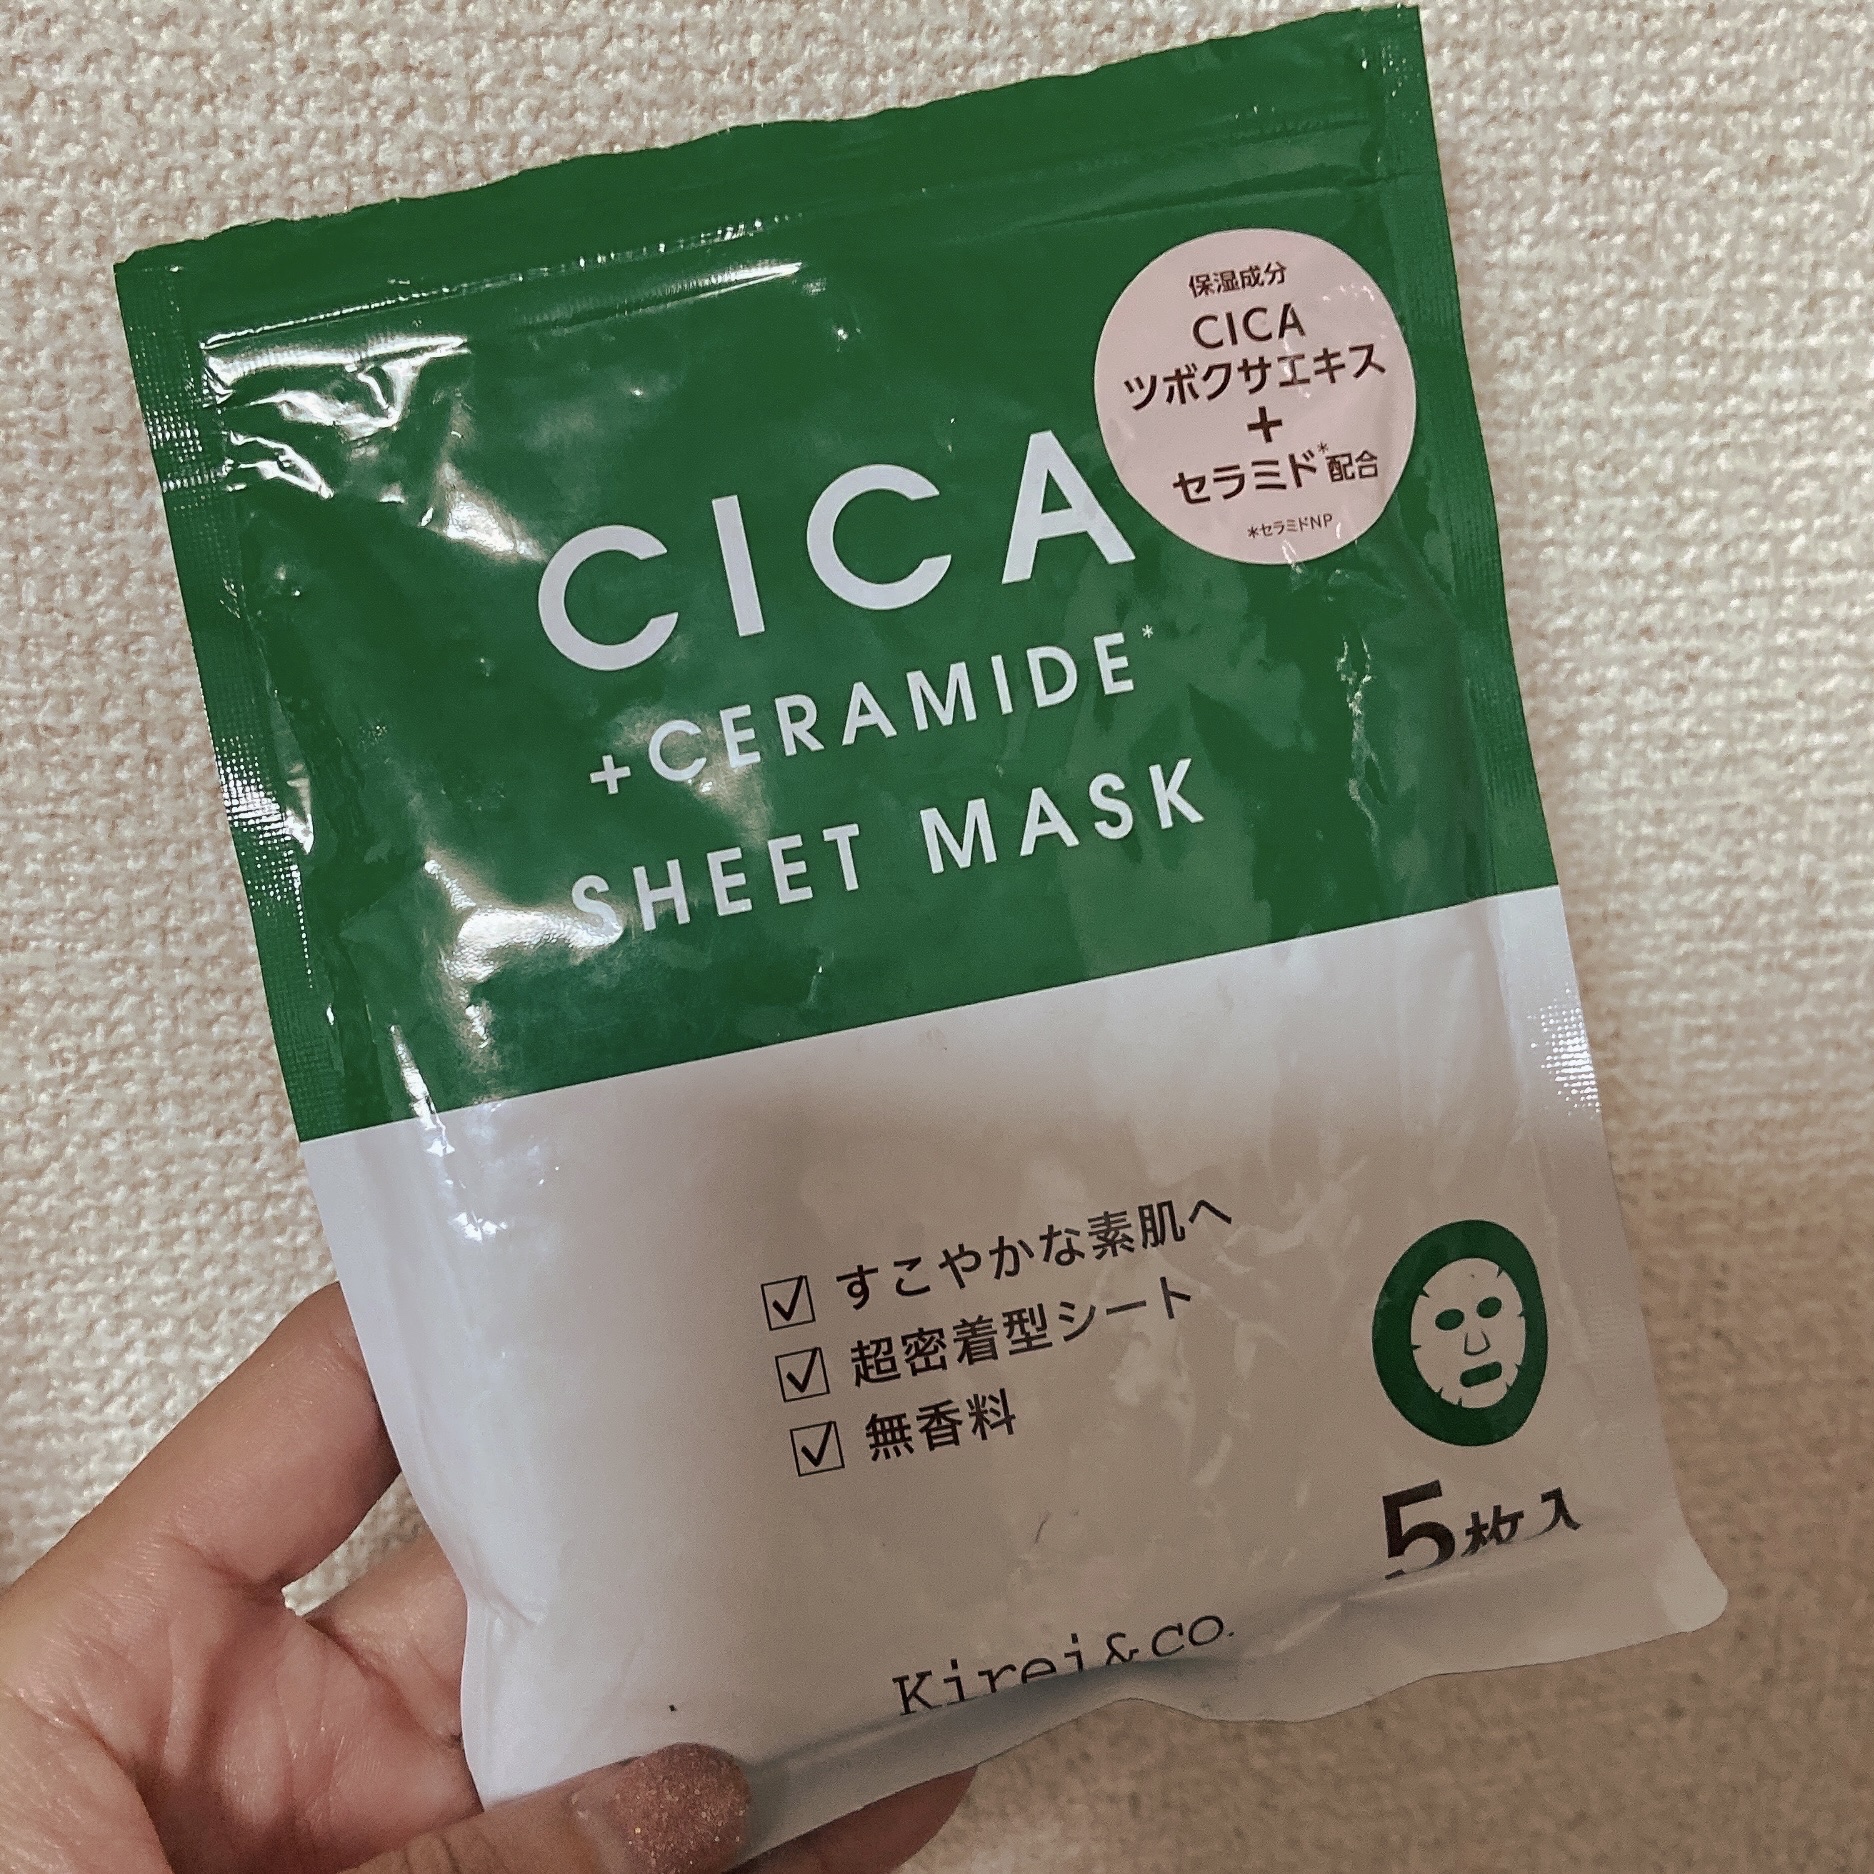 保湿成分
CICA
ツボクサエキス
+
セラミド*配合
*セラミドNP
CICA
+CERAMIDE*
SHEET MASK
☑ すこやかな素肌へ
☑ 超密着型シート
☑ 無香料
5枚入
Kirei&co.